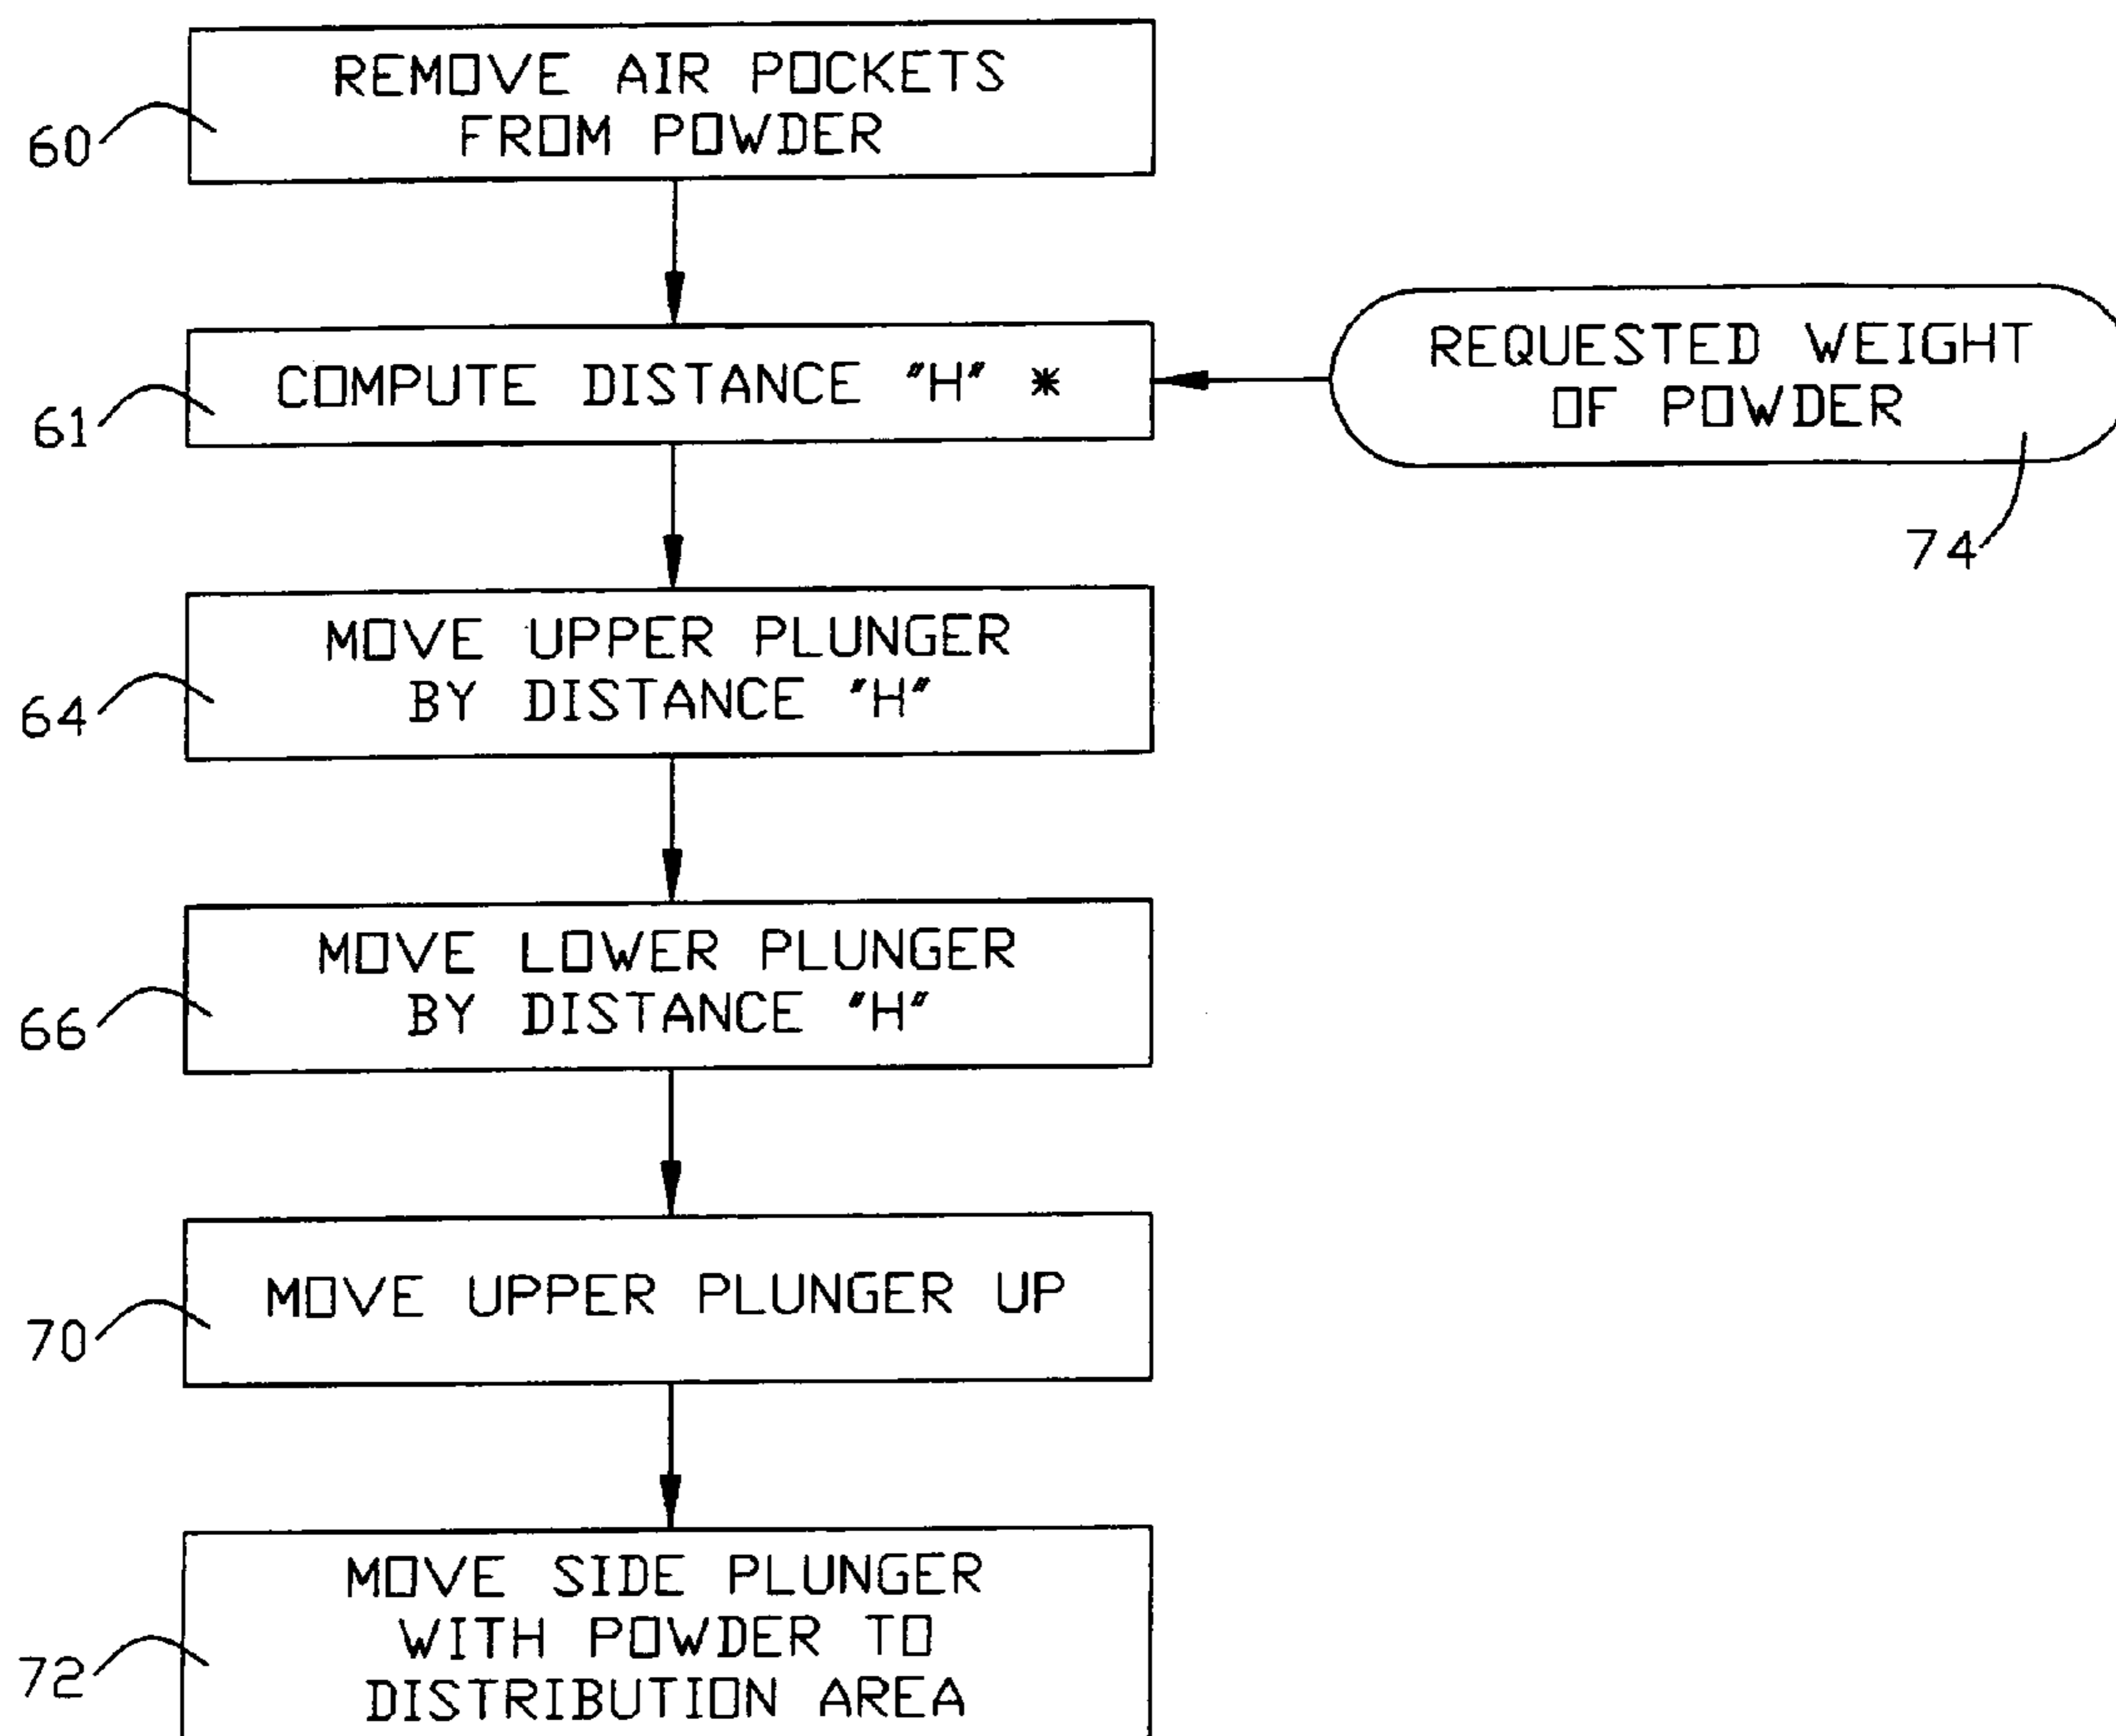 REMOVE AIR POCKETS
FROM POWDER
60
COMPUTE DISTANCE "H" *
61
REQUESTED WEIGHT
OF POWDER
74
MOVE UPPER PLUNGER
BY DISTANCE "H"
64
MOVE LOWER PLUNGER
BY DISTANCE "H"
66
MOVE UPPER PLUNGER UP
70
MOVE SIDE PLUNGER
WITH POWDER TO
DISTRIBUTION AREA
72